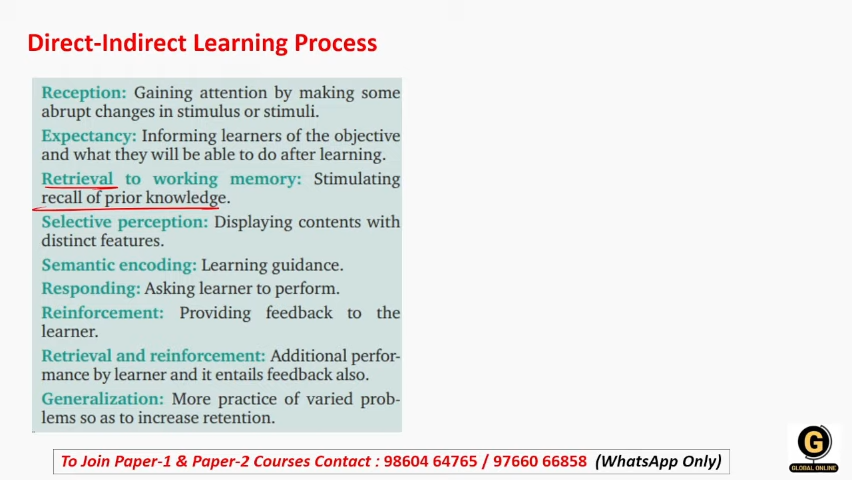 Direct-Indirect Learning Process
Reception: Gaining attention by making some
abrupt changes in stimulus or stimuli.
Expectancy: Informing learners of the objective
and what they will be able to do after learning.
Retrieval to working memory: Stimulating
recall of prior knowledge.
Selective perception: Displaying contents with
distinct features.
Semantic encoding: Learning guidance.
Responding: Asking learner to perform.
Reinforcement: Providing feedback to the
learner.
Retrieval and reinforcement: Additional perfor-
mance by learner and it entails feedback also.
Generalization: More practice of varied prob-
lems so as to increase retention.
To Join Paper-1 & Paper-2 Courses Contact : 98604 64765 / 97660 66858 (WhatsApp Only)
G
GLOBAL ONLINE